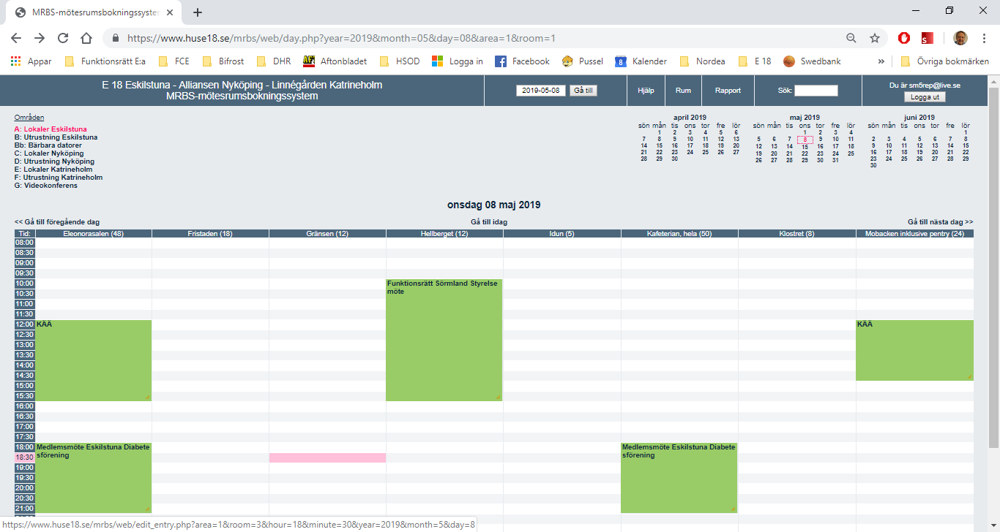 MRBS-mötesrumsbokningssystem
https://www.huse18.se/mrbs/web/day.php?year=2019&month=05&day=08&area=1&room=1
Appar Funktionsrätt E:a FCE Bifrost DHR Aftonbladet HSOD Logga in Facebook Pussel Kalender Nordea E 18 Swedbank » Övriga bokmärken
E 18 Eskilstuna - Alliansen Nyköping - Linnégården Katrineholm
MRBS-mötesrumsbokningssystem
2019-05-08 Gå till Hjälp Rum Rapport Sök:
Du är sm5rep@live.se
Logga ut
Områden
A: Lokaler Eskilstuna
B: Utrustning Eskilstuna
Bb: Bärbara datorer
C: Lokaler Nyköping
D: Utrustning Nyköping
E: Lokaler Katrineholm
F: Utrustning Katrineholm
G: Videokonferens
april 2019
sön mån tis ons tor fre lör
1 2 3 4 5 6
7 8 9 10 11 12 13
14 15 16 17 18 19 20
21 22 23 24 25 26 27
28 29 30
maj 2019
sön mån tis ons tor fre lör
1 2 3 4
5 6 7 8 9 10 11
12 13 14 15 16 17 18
19 20 21 22 23 24 25
26 27 28 29 30 31
juni 2019
sön mån tis ons tor fre lör
1
2 3 4 5 6 7 8
9 10 11 12 13 14 15
16 17 18 19 20 21 22
23 24 25 26 27 28 29
30
onsdag 08 maj 2019
<< Gå till föregående dag Gå till idag Gå till nästa dag >>
Tid: Eleonorasalen (48) Fristaden (18) Gränsen (12) Hellberget (12) Idun (5) Kafeterian, hela (50) Klostret (8) Mobacken inklusive pentry (24)
08:00
08:30
09:00
09:30
10:00 Funktionsrätt Sörmland Styrelse
möte
10:30
11:00
11:30
12:00 KÄÄ KÄÄ
12:30
13:00
13:30
14:00
14:30
15:00
15:30
16:00
16:30
17:00
17:30
18:00 Medlemsmöte Eskilstuna Diabete Medlemsmöte Eskilstuna Diabete
18:30 sförening sförening
19:00
19:30
20:00
20:30
21:00
https://www.huse18.se/mrbs/web/edit_entry.php?area=1&room=3&hour=18&minute=30&year=2019&month=5&day=8